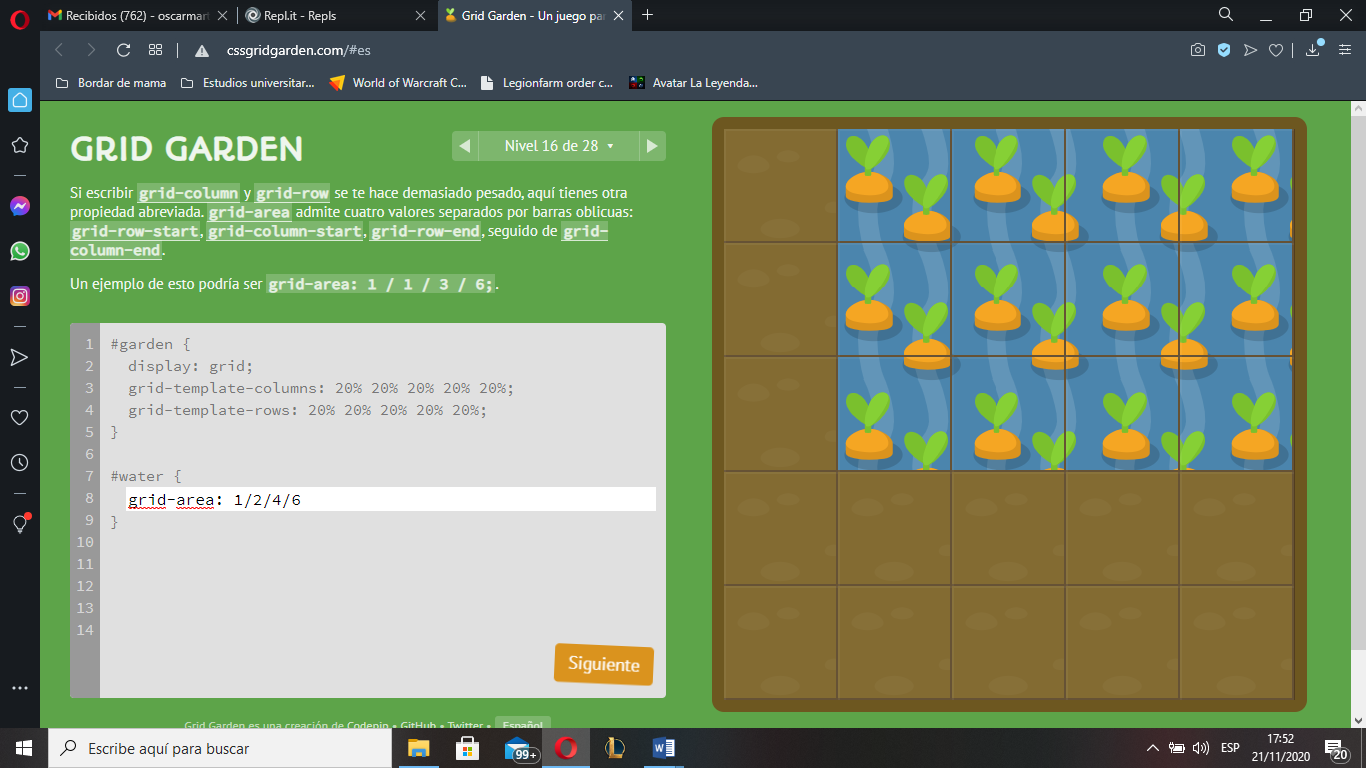 Recibidos (762) - oscarmar
Repl.it - Repls
Grid Garden - Un juego par
cssgridgarden.com/#es
Bordar de mama
Estudios universitar...
World of Warcraft C...
Legionfarm order c...
Avatar La Leyenda...
GRID GARDEN
Nivel 16 de 28
Si escribir grid-column y grid-row se te hace demasiado pesado, aquí tienes otra
propiedad abreviada. grid-area admite cuatro valores separados por barras oblicuas:
grid-row-start, grid-column-start, grid-row-end, seguido de grid-
column-end.
Un ejemplo de esto podría ser grid-area: 1 / 1 / 3 / 6;.
1 #garden {
2 display: grid;
3 grid-template-columns: 20% 20% 20% 20% 20%;
4 grid-template-rows: 20% 20% 20% 20% 20%;
5 }
6
7 #water {
8 grid-area: 1/2/4/6
9 }
10
11
12
13
14
Siguiente
Grid Garden es una creación de Codepip • GitHub • Twitter • Español
Escribe aquí para buscar
99+
ESP
17:52
21/11/2020
20